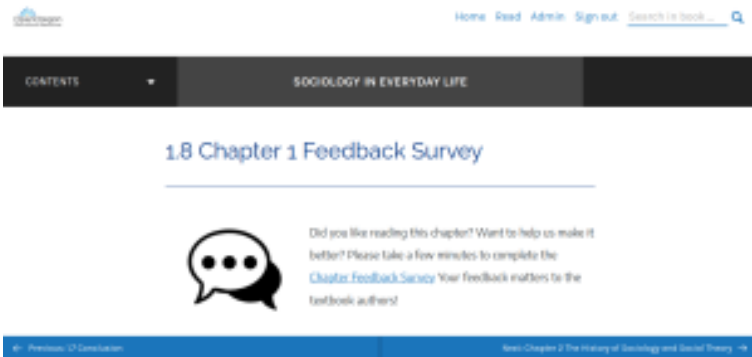 Home Read Admin Sign out Search in book ...
CONTENTS
SOCIOLOGY IN EVERYDAY LIFE
1.8 Chapter 1 Feedback Survey
Did you like reading this chapter? Want to help us make it
better? Please take a few minutes to complete the
Chapter Feedback Survey Your feedback matters to the
textbook authors!
← Previous: 1.7 Conclusion
Next: Chapter 2 The History of Sociology and Social Theory →